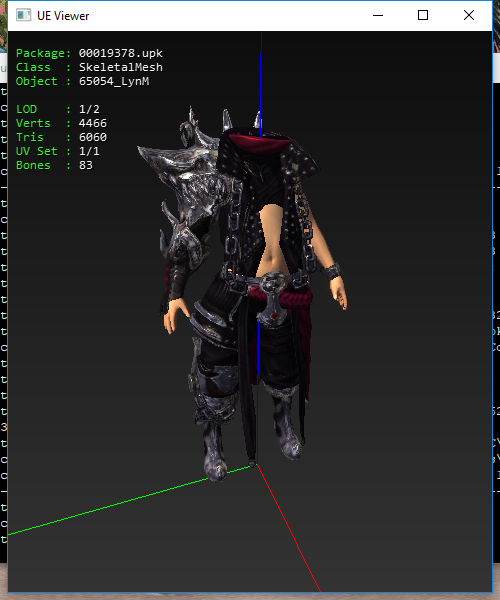 UE Viewer
Package: 00019378.upk
Class  : SkeletalMesh
Object : 65054_LynM
LOD    : 1/2
Verts  : 4466
Tris   : 6060
UV Set : 1/1
Bones  : 83